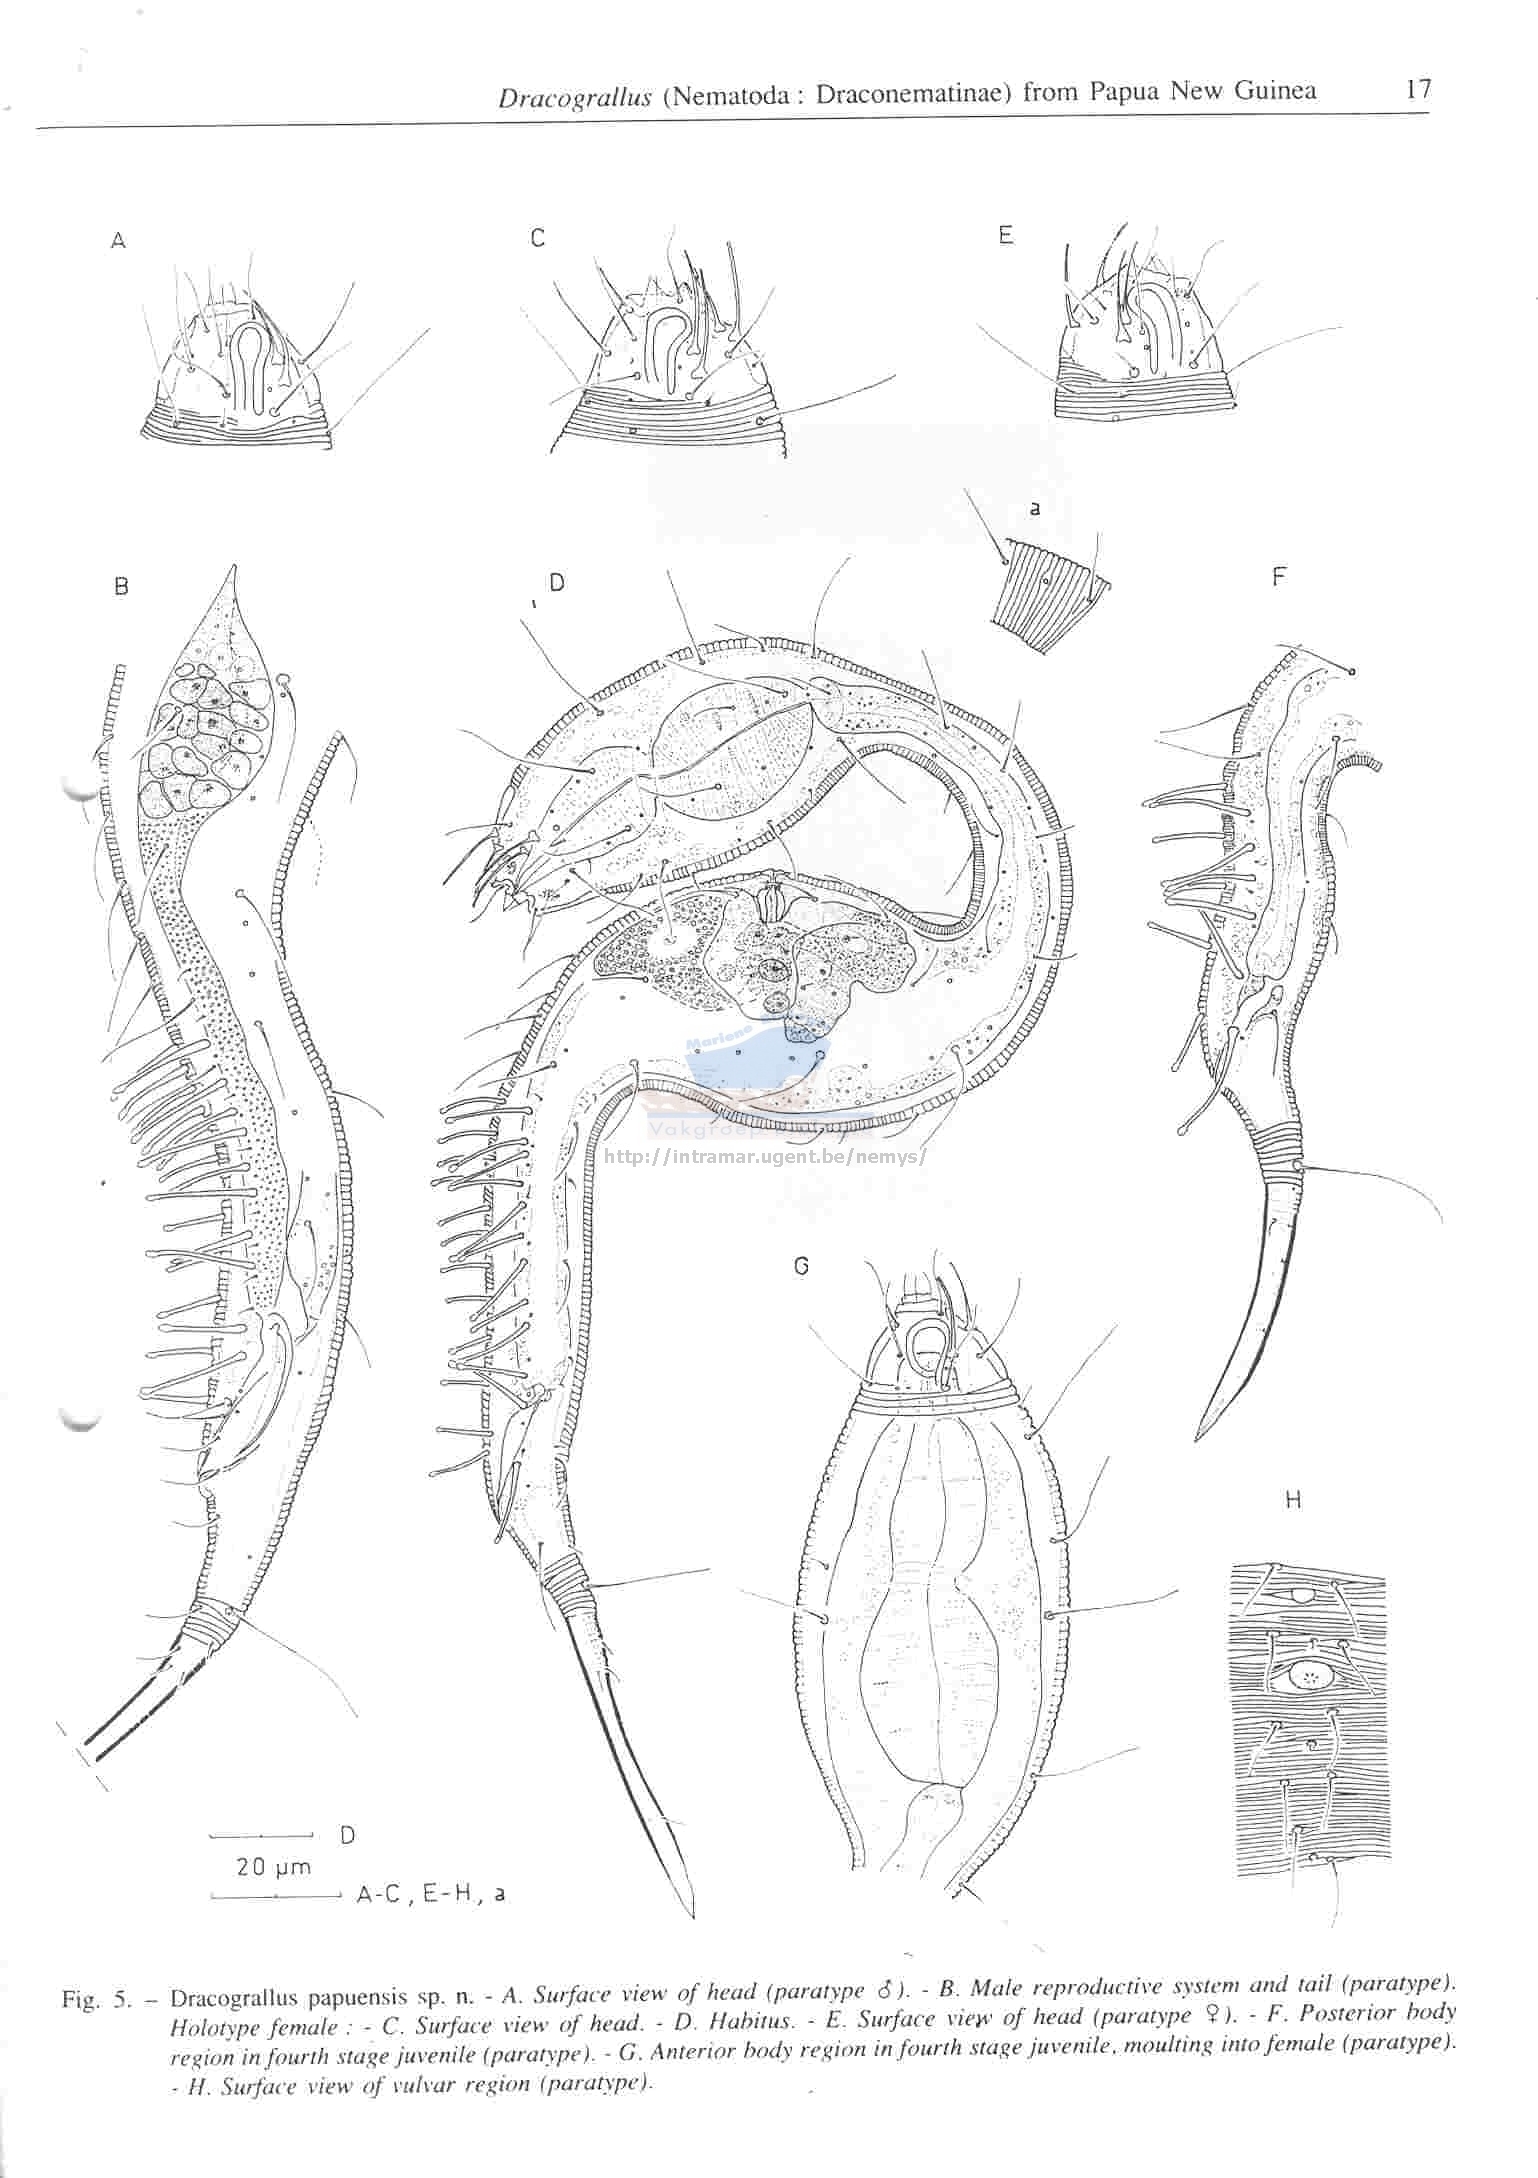 Dracograllus (Nematoda : Draconematinae) from Papua New Guinea 17
A
C
E
a
B
D
F
Marlene
Vakgroep
http://intramar.ugent.be/nemys/
G
H
D
20 µm
A-C, E-H, a
Fig. 5. – Dracograllus papuensis sp. n. - A. Surface view of head (paratype ♂). - B. Male reproductive system and tail (paratype).
Holotype female : - C. Surface view of head. - D. Habitus. - E. Surface view of head (paratype ♀). - F. Posterior body
region in fourth stage juvenile (paratype). - G. Anterior body region in fourth stage juvenile, moulting into female (paratype).
- H. Surface view of vulvar region (paratype).